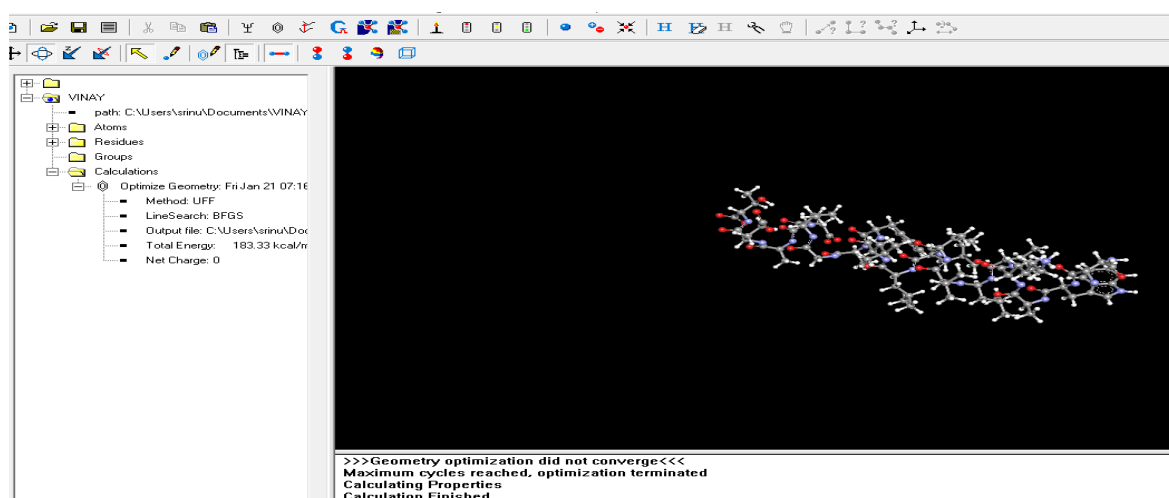 VINAY
path: C:\Users\srinu\Documents\VINAY
Atoms
Residues
Groups
Calculations
Optimize Geometry: Fri Jan 21 07:16
Method: UFF
LineSearch: BFGS
Output file: C:\Users\srinu\Doc
Total Energy: 183.33 kcal/m
Net Charge: 0
>>>Geometry optimization did not converge<<<
Maximum cycles reached, optimization terminated
Calculating Properties
Calculation Finished